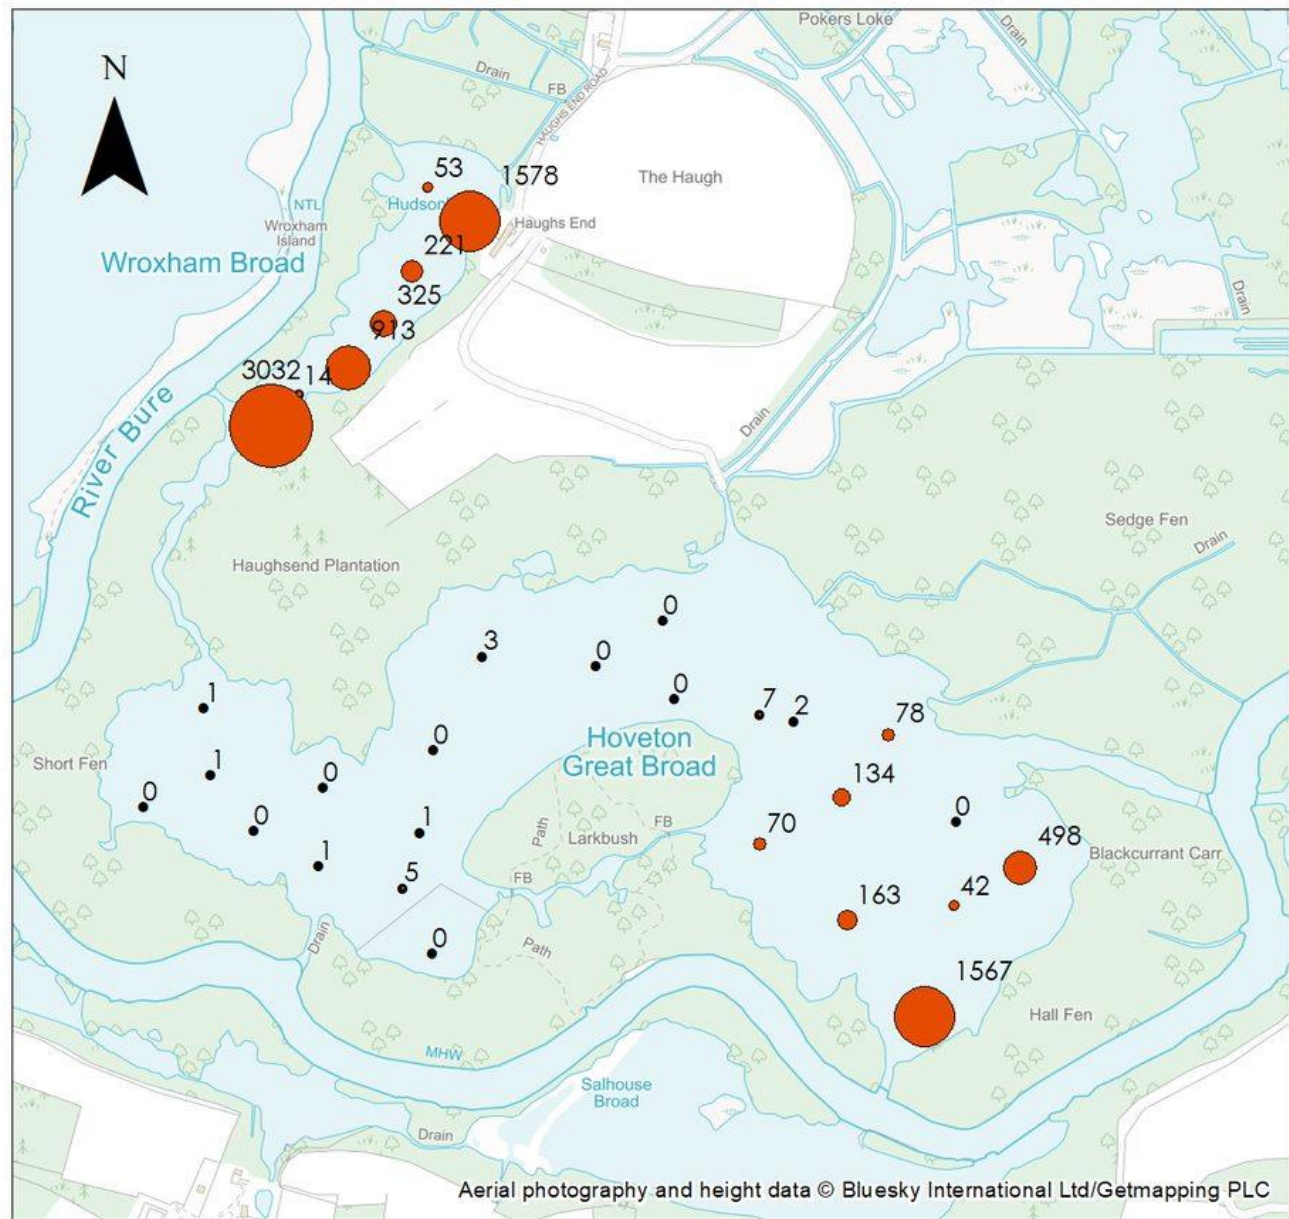 Pokers Loke
Drain
Drain
FB
HAUGHS END ROAD
N
53
1578
The Haugh
Hudson
NTL
Wroxham
Island
Haughs End
Wroxham Broad
221
Drain
325
913
3032
14
River Bure
Drain
Sedge Fen
Drain
Haughsend Plantation
0
3
0
0
1
7
2
78
Hoveton
Great Broad
0
Short Fen
1
0
134
0
0
1
70
0
498
Larkbush
Path
FB
Blackcurrant Carr
1
5
FB
163
42
Drain
0
Path
1567
Hall Fen
MHW
Salhouse
Broad
Drain
Aerial photography and height data © Bluesky International Ltd/Getmapping PLC